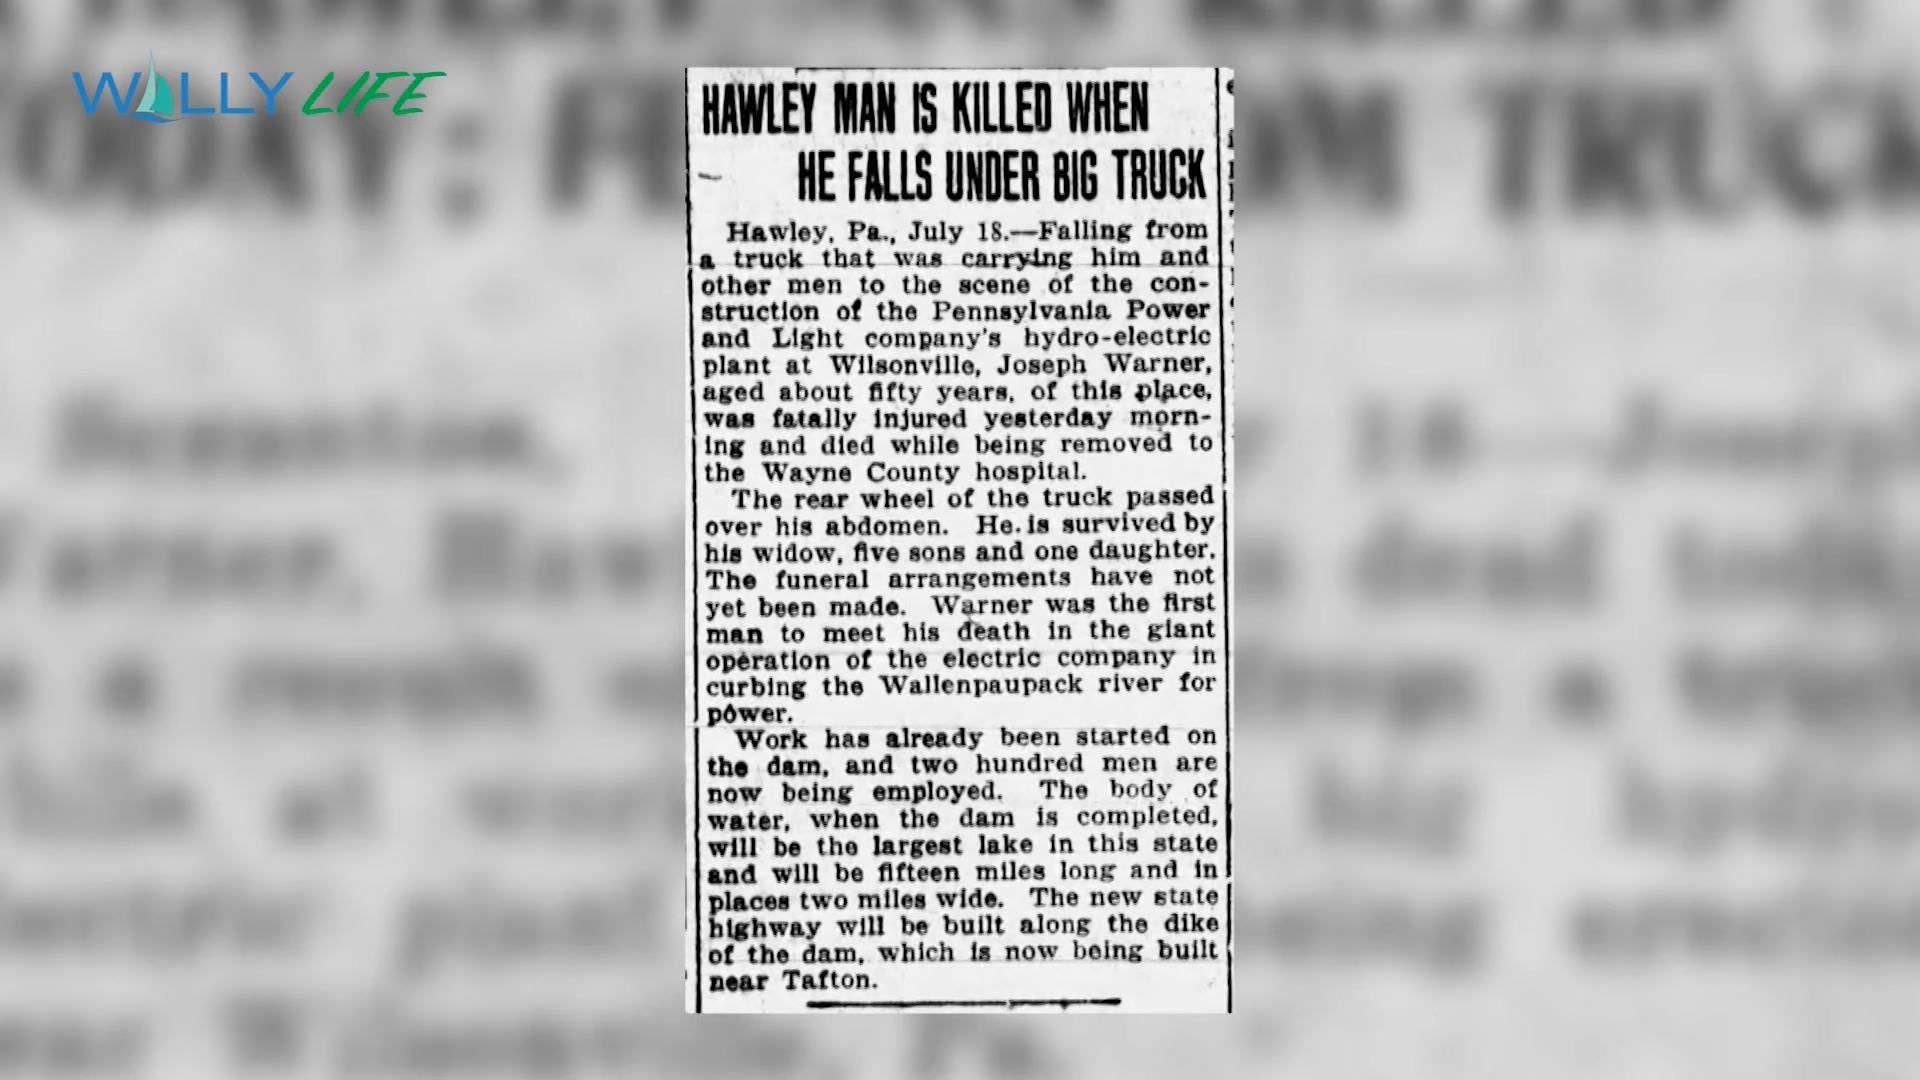 WALLY LIFE
HAWLEY MAN IS KILLED WHEN
HE FALLS UNDER BIG TRUCK
Hawley, Pa., July 18.—Falling from
a truck that was carrying him and
other men to the scene of the con-
struction of the Pennsylvania Power
and Light company's hydro-electric
plant at Wilsonville, Joseph Warner,
aged about fifty years, of this place,
was fatally injured yesterday morn-
ing and died while being removed to
the Wayne County hospital.
The rear wheel of the truck passed
over his abdomen. He is survived by
his widow, five sons and one daughter.
The funeral arrangements have not
yet been made. Warner was the first
man to meet his death in the giant
operation of the electric company in
curbing the Wallenpaupack river for
power.
Work has already been started on
the dam, and two hundred men are
now being employed. The body of
water, when the dam is completed,
will be the largest lake in this state
and will be fifteen miles long and in
places two miles wide. The new state
highway will be built along the dike
of the dam, which is now being built
near Tafton.